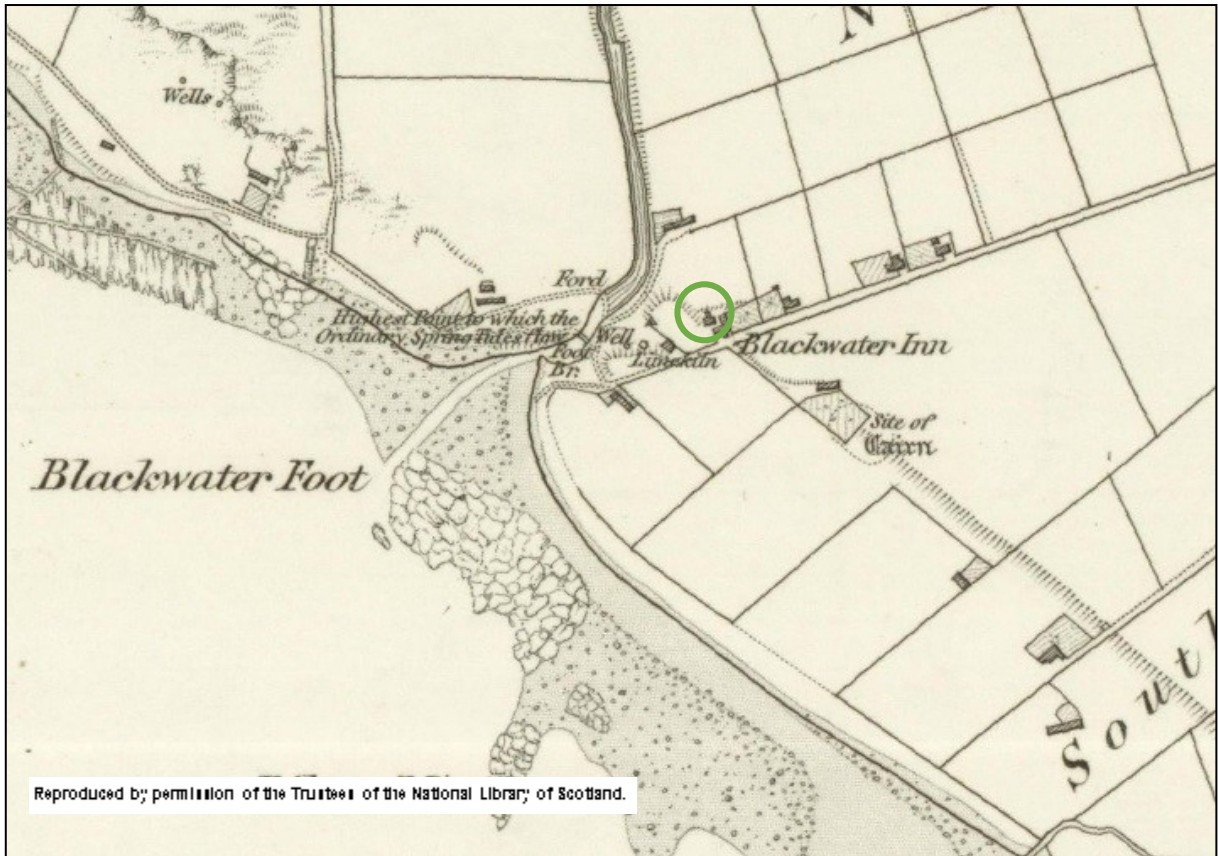 N
Wells
Ford
Highest Point to which the
Ordinary Spring Tides flow
Well
Foot
Br.
Limekiln
Blackwater Inn
Site of
Cairn
Blackwater Foot
South
Reproduced by permission of the Trustees of the National Library of Scotland.